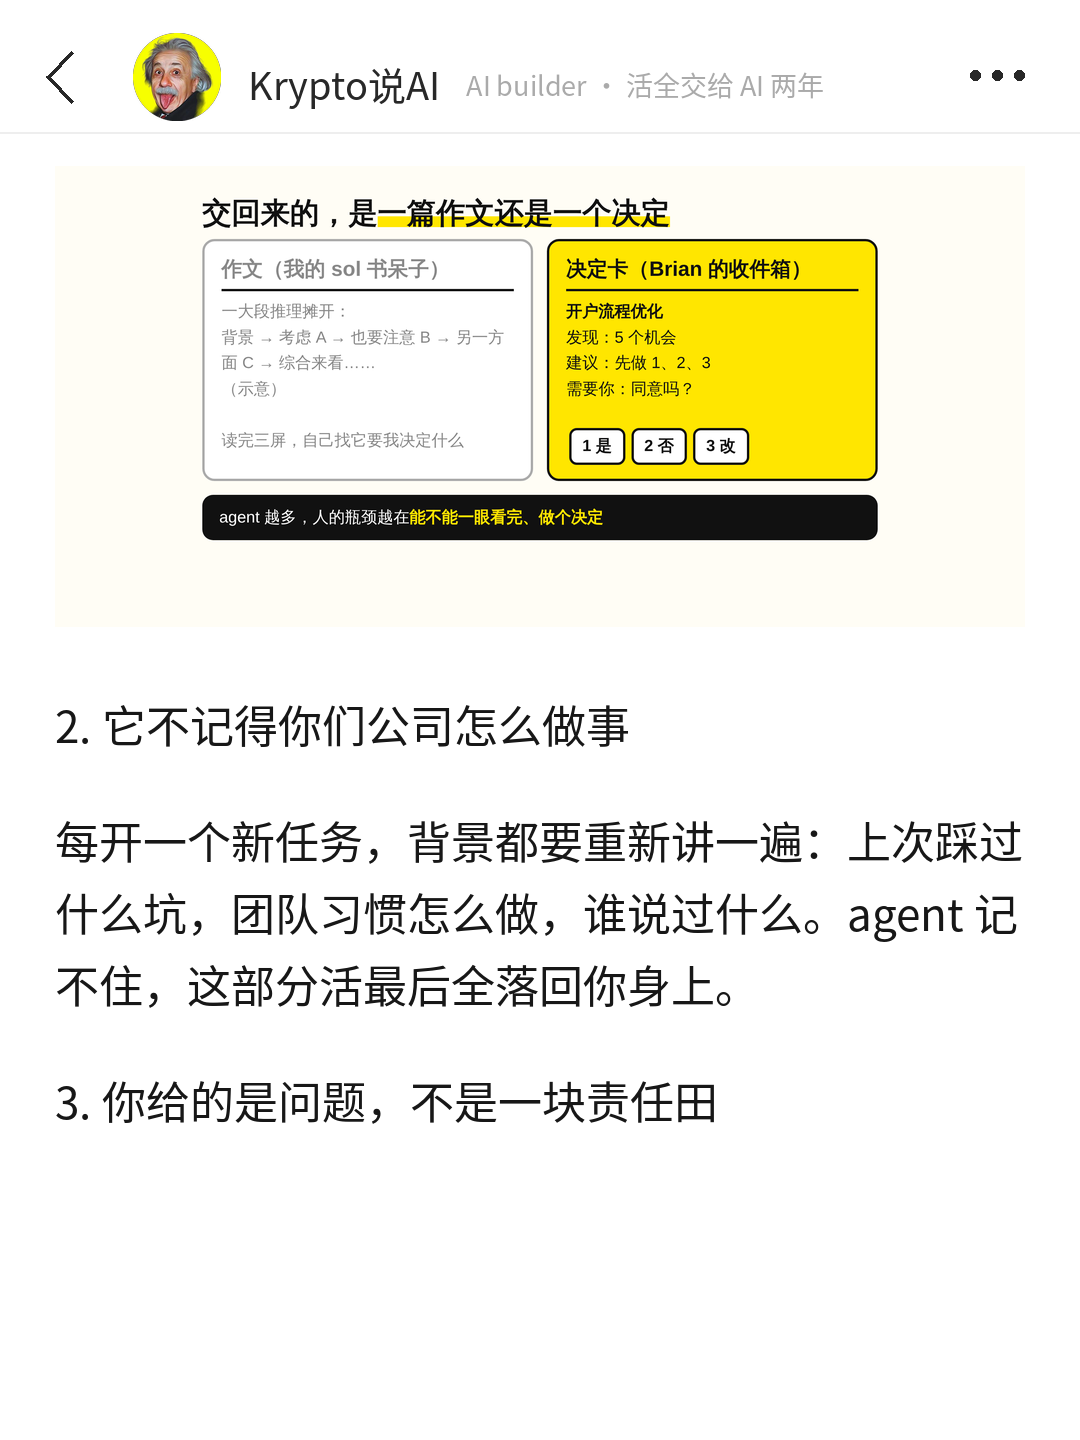 Krypto说AI AI builder · 活全交给 AI 两年
交回来的，是一篇作文还是一个决定
作文（我的 sol 书呆子）
一大段推理摊开：
背景 → 考虑 A → 也要注意 B → 另一方
面 C → 综合来看……
（示意）
读完三屏，自己找它要我决定什么
决定卡（Brian 的收件箱）
开户流程优化
发现：5 个机会
建议：先做 1、2、3
需要你：同意吗？
1 是 2 否 3 改
agent 越多，人的瓶颈越在能不能一眼看完、做个决定
2. 它不记得你们公司怎么做事
每开一个新任务，背景都要重新讲一遍：上次踩过
什么坑，团队习惯怎么做，谁说过什么。agent 记
不住，这部分活最后全落回你身上。
3. 你给的是问题，不是一块责任田